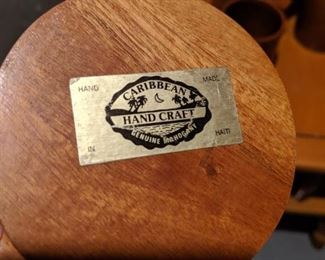 HAND MADE
CARIBBEAN
HAND CRAFT
GENUINE MAHOGANY
IN HAITI